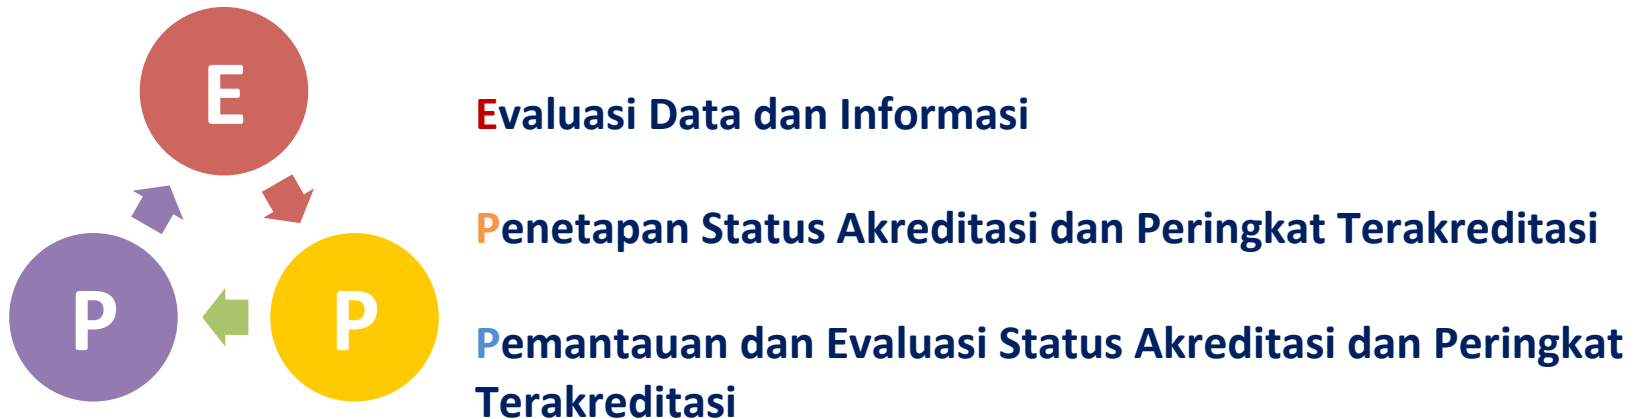 E
Evaluasi Data dan Informasi
Penetapan Status Akreditasi dan Peringkat Terakreditasi
P
P
Pemantauan dan Evaluasi Status Akreditasi dan Peringkat
Terakreditasi